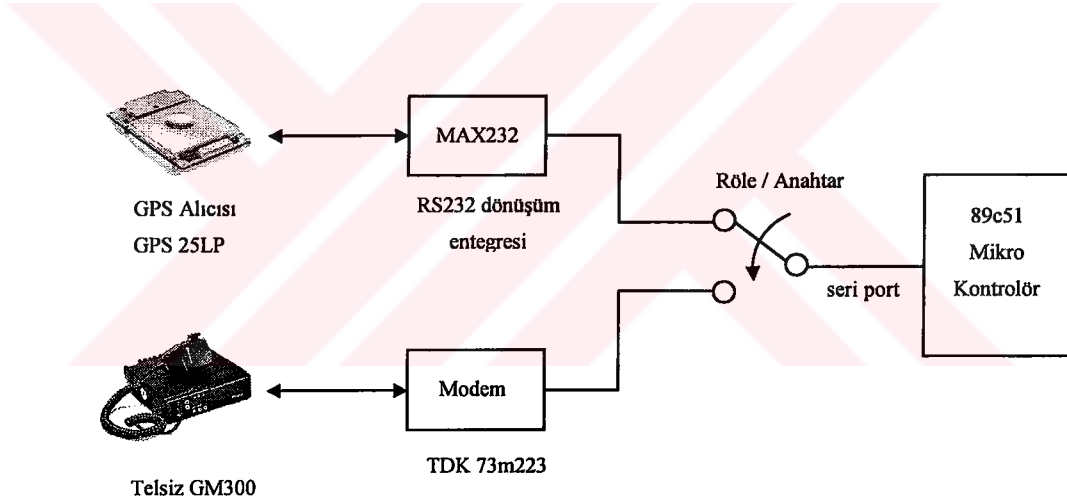 MAX232
GPS Alıcısı
GPS 25LP
RS232 dönüşüm
entegresi
Röle / Anahtar
seri port
89c51
Mikro
Kontrolör
Modem
Telsiz GM300
TDK 73m223